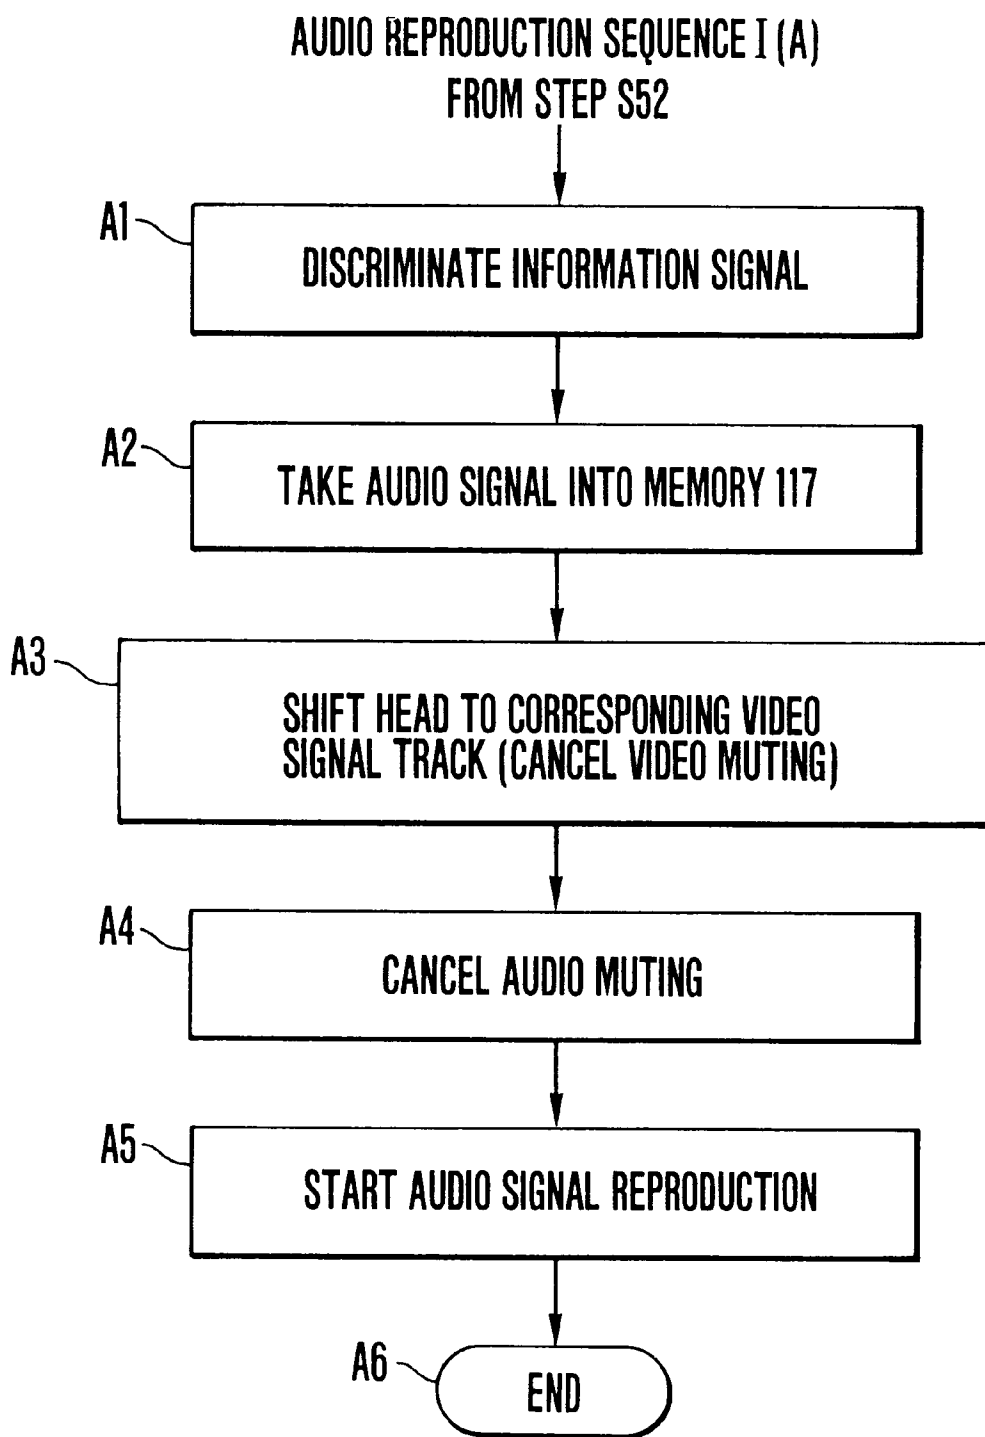 AUDIO REPRODUCTION SEQUENCE I (A)
FROM STEP S52
A1
DISCRIMINATE INFORMATION SIGNAL
A2
TAKE AUDIO SIGNAL INTO MEMORY 117
A3
SHIFT HEAD TO CORRESPONDING VIDEO
SIGNAL TRACK (CANCEL VIDEO MUTING)
A4
CANCEL AUDIO MUTING
A5
START AUDIO SIGNAL REPRODUCTION
A6
END